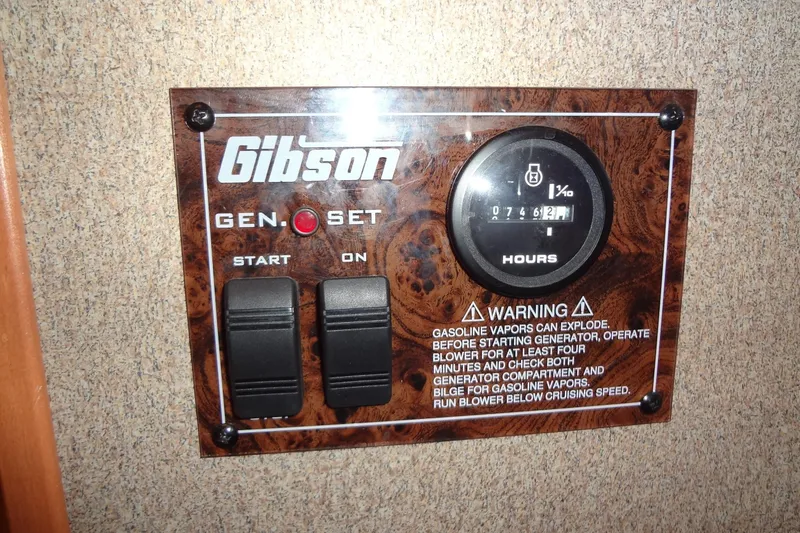 Gibson
GEN. SET
START ON
1/10
07462
HOURS
WARNING
GASOLINE VAPORS CAN EXPLODE.
BEFORE STARTING GENERATOR, OPERATE
BLOWER FOR AT LEAST FOUR
MINUTES AND CHECK BOTH
GENERATOR COMPARTMENT AND
BILGE FOR GASOLINE VAPORS.
RUN BLOWER BELOW CRUISING SPEED.